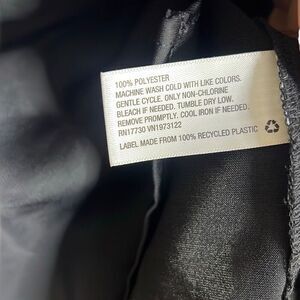 100% POLYESTER
MACHINE WASH COLD WITH LIKE COLORS.
GENTLE CYCLE. ONLY NON-CHLORINE
BLEACH IF NEEDED. TUMBLE DRY LOW.
REMOVE PROMPTLY. COOL IRON IF NEEDED.
RN17730 VN1973122
LABEL MADE FROM 100% RECYCLED PLASTIC